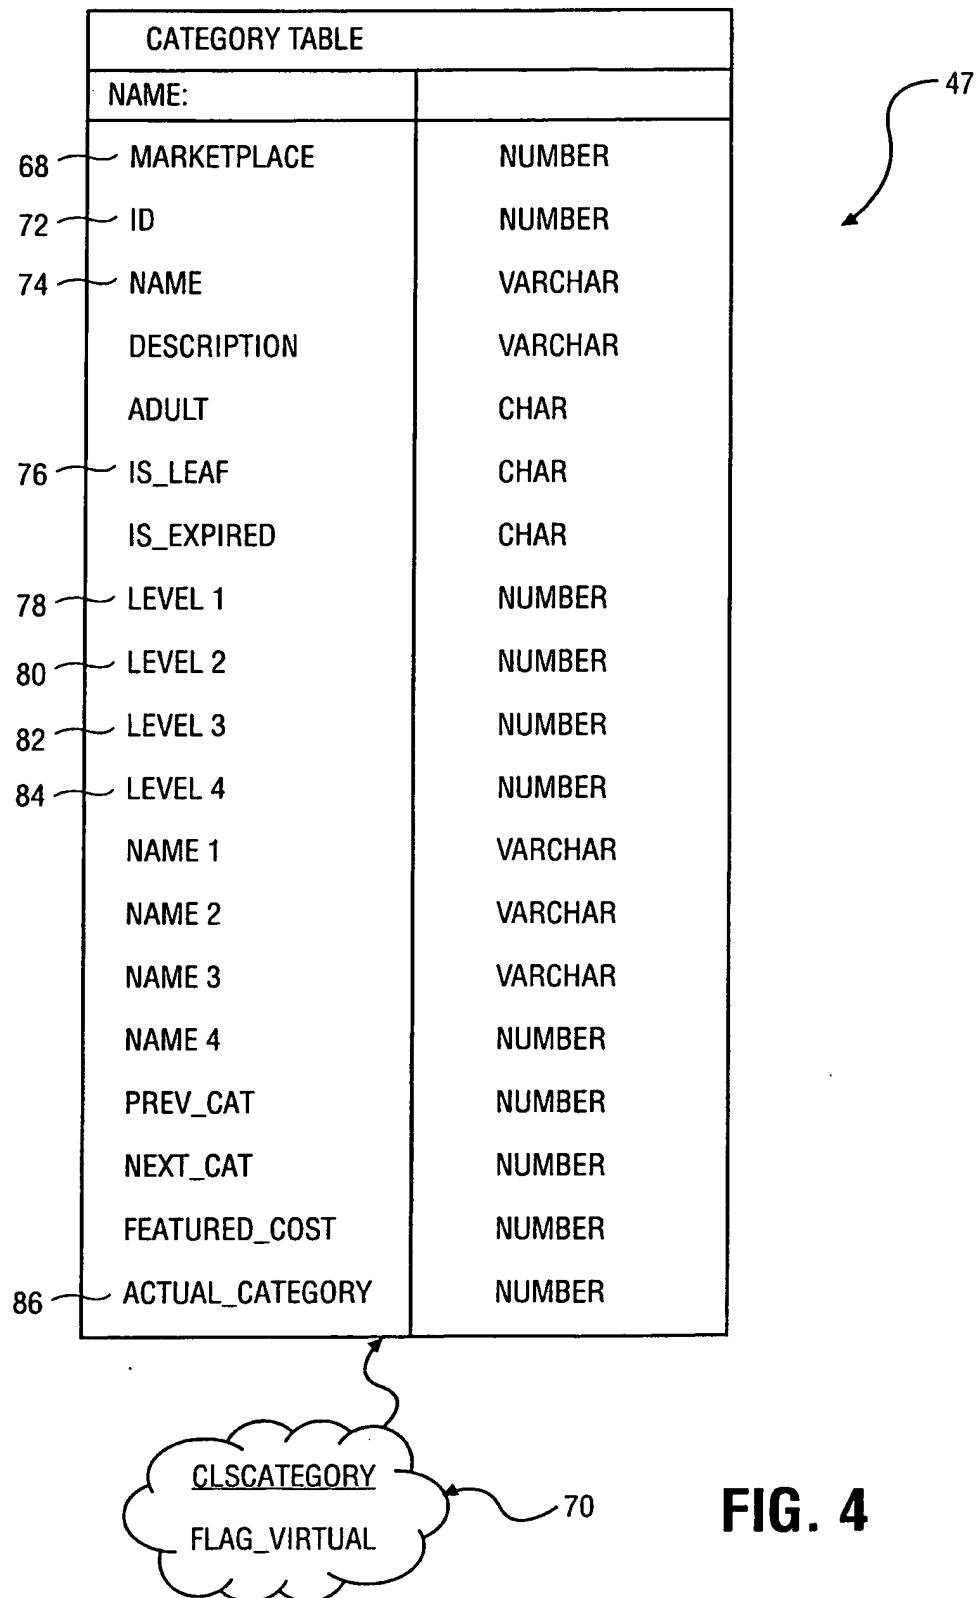 CATEGORY TABLE
NAME:
47
68 MARKETPLACE NUMBER
72 ID NUMBER
74 NAME VARCHAR
DESCRIPTION VARCHAR
ADULT CHAR
76 IS_LEAF CHAR
IS_EXPIRED CHAR
78 LEVEL 1 NUMBER
80 LEVEL 2 NUMBER
82 LEVEL 3 NUMBER
84 LEVEL 4 NUMBER
NAME 1 VARCHAR
NAME 2 VARCHAR
NAME 3 VARCHAR
NAME 4 NUMBER
PREV_CAT NUMBER
NEXT_CAT NUMBER
FEATURED_COST NUMBER
86 ACTUAL_CATEGORY NUMBER
CLSCATEGORY
FLAG_VIRTUAL
70
FIG. 4